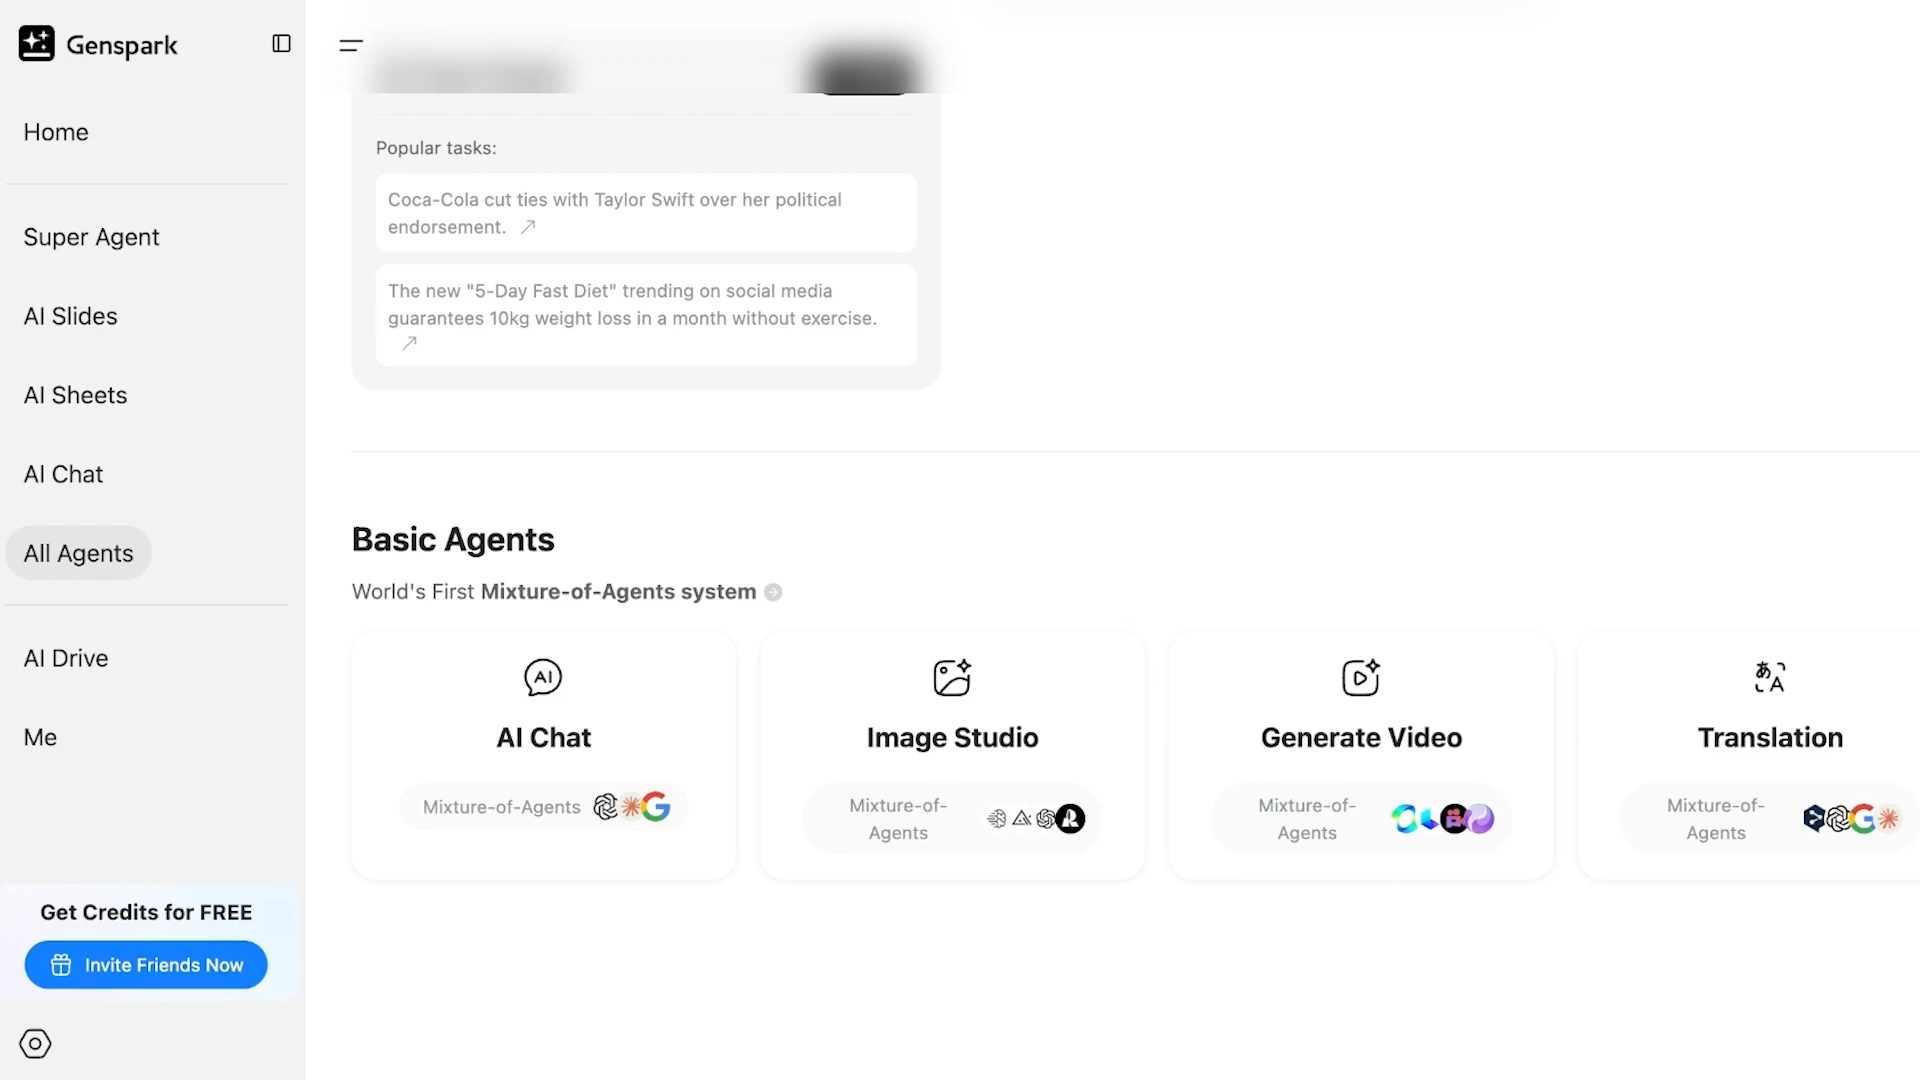 Genspark
Home
Super Agent
AI Slides
AI Sheets
AI Chat
All Agents
AI Drive
Me
Get Credits for FREE
Invite Friends Now
Popular tasks:
Coca-Cola cut ties with Taylor Swift over her political
endorsement.
The new "5-Day Fast Diet" trending on social media
guarantees 10kg weight loss in a month without exercise.
Basic Agents
World's First Mixture-of-Agents system
AI
AI Chat
Mixture-of-Agents
Image Studio
Mixture-of-
Agents
Generate Video
Mixture-of-
Agents
あA
Translation
Mixture-of-
Agents